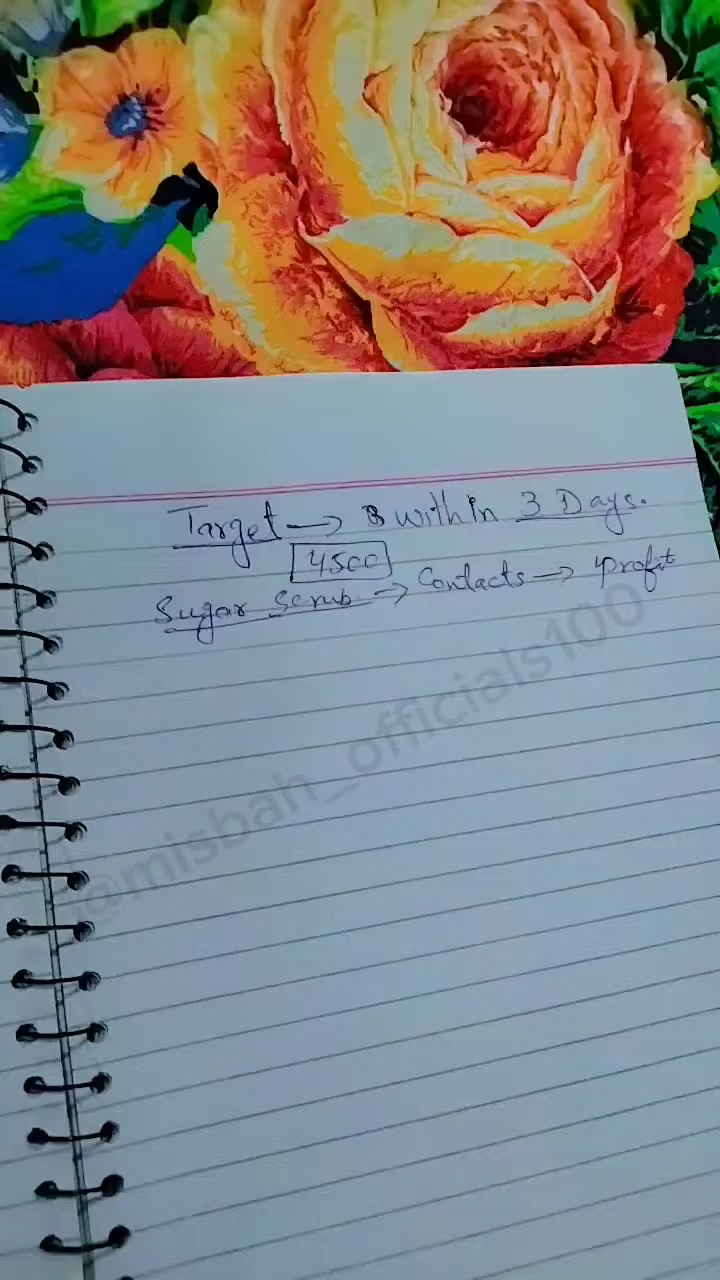 Target → within 3 Days.
4500
Sugar Scrub → Contacts → profit
@misbah_officials100